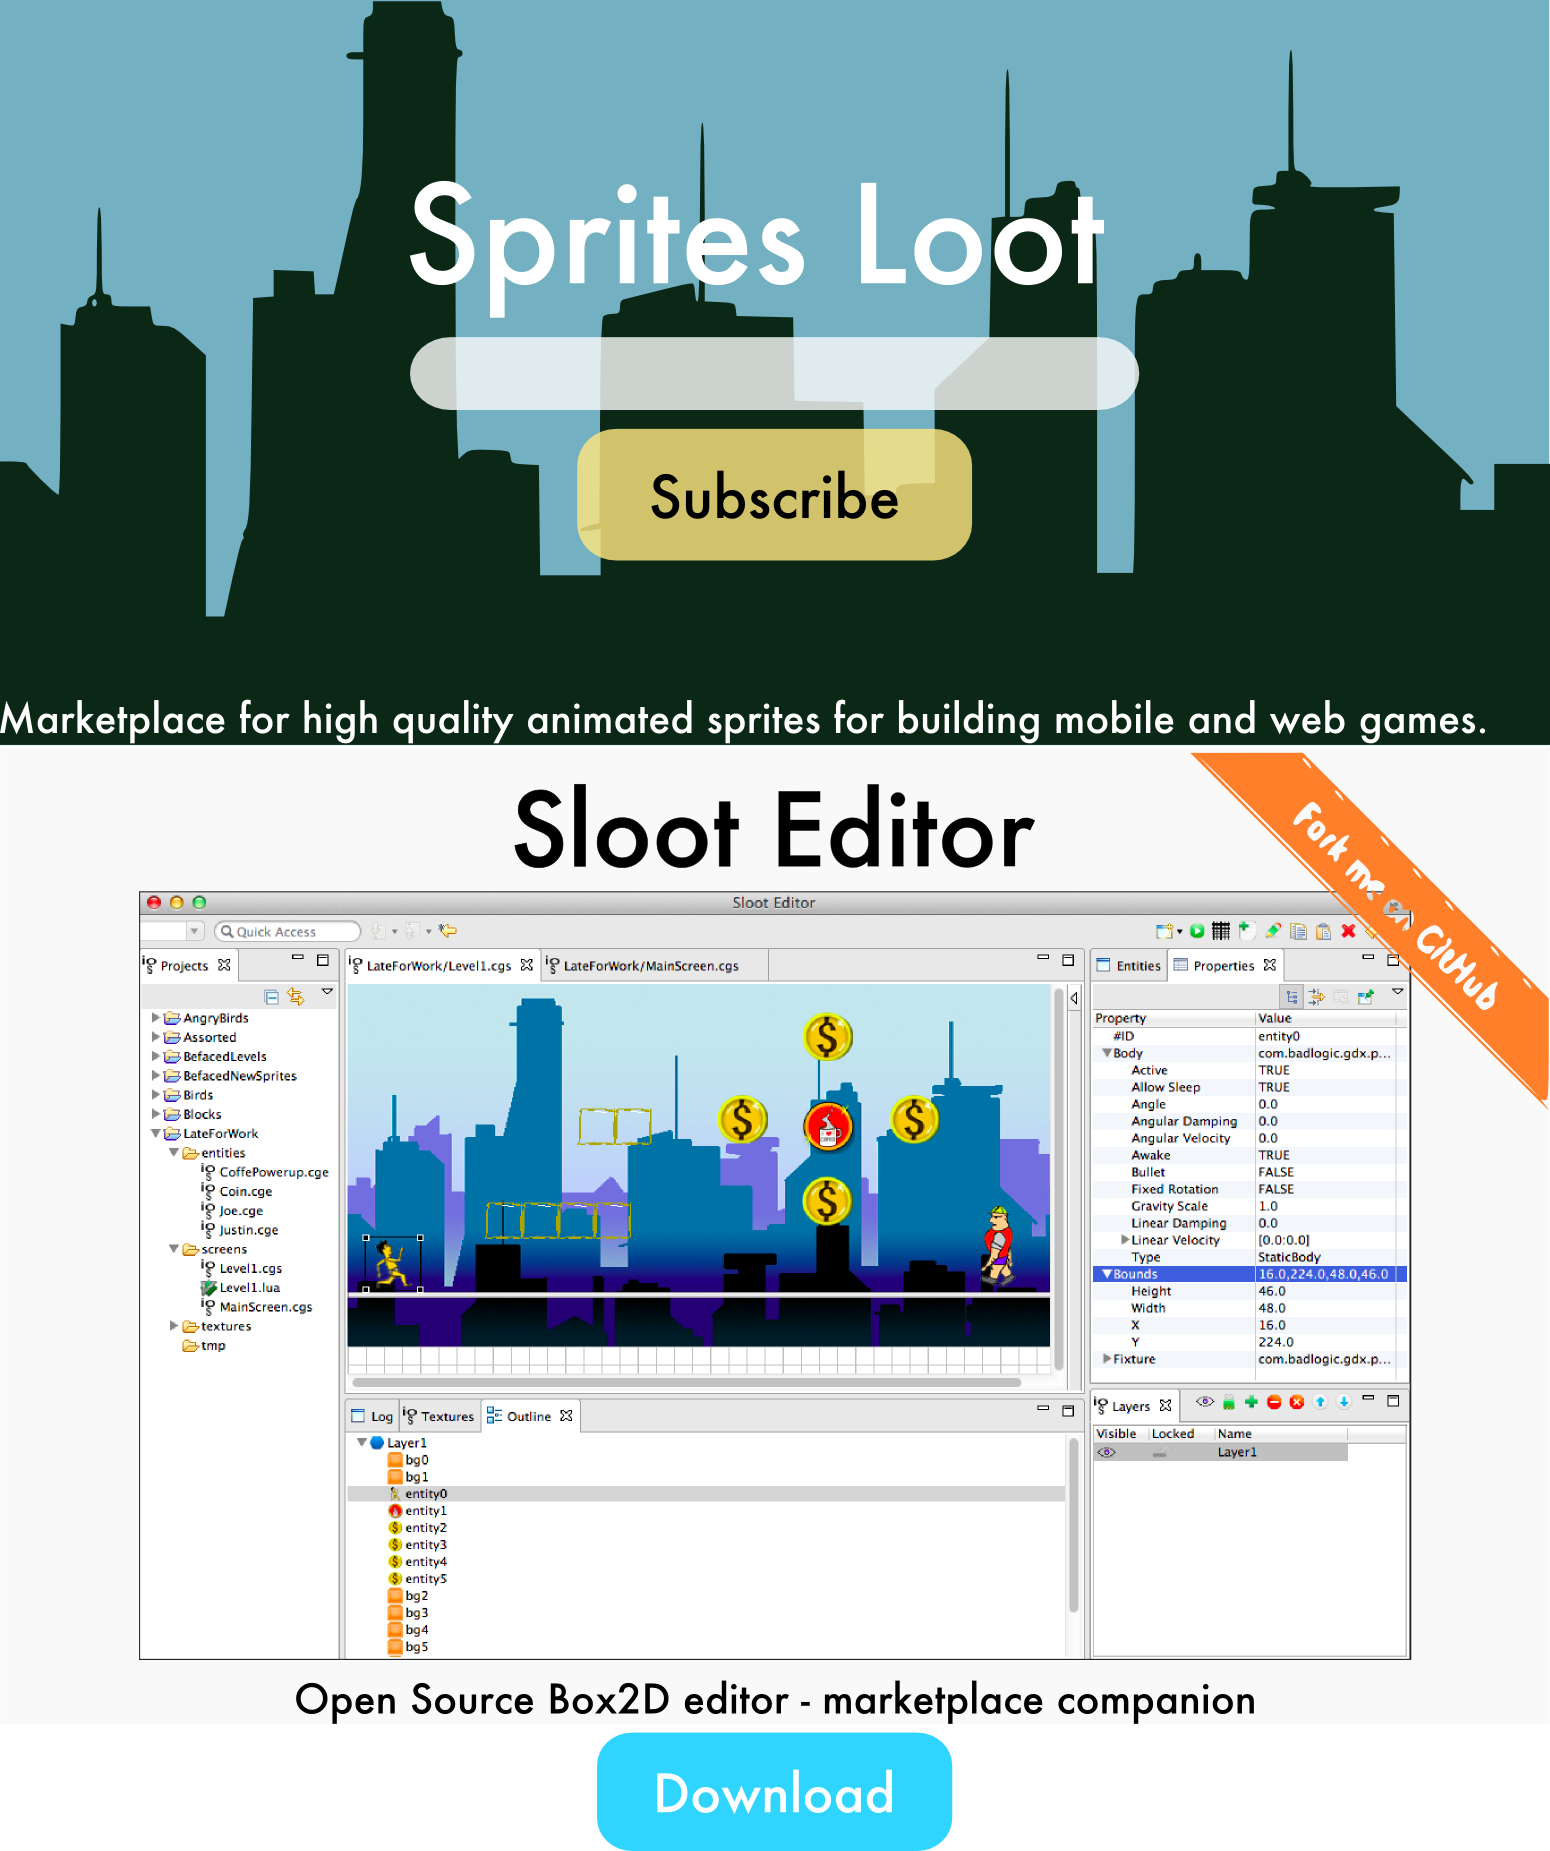 Sprites Loot
Subscribe
Marketplace for high quality animated sprites for building mobile and web games.
Sloot Editor
Fork me on GitHub
Sloot Editor
Quick Access
Projects
AngryBirds
Assorted
BefacedLevels
BefacedNewSprites
Birds
Blocks
LateForWork
entities
CoffePowerup.cge
Coin.cge
Joe.cge
Justin.cge
screens
Level1.cgs
Level1.lua
MainScreen.cgs
textures
tmp
LateForWork/Level1.cgs LateForWork/MainScreen.cgs
Log Textures Outline
Layer1
bg0
bg1
entity0
entity1
entity2
entity3
entity4
entity5
bg2
bg3
bg4
bg5
Entities Properties
Property Value
#ID entity0
Body com.badlogic.gdx.p...
Active TRUE
Allow Sleep TRUE
Angle 0.0
Angular Damping 0.0
Angular Velocity 0.0
Awake TRUE
Bullet FALSE
Fixed Rotation FALSE
Gravity Scale 1.0
Linear Damping 0.0
Linear Velocity [0.0:0.0]
Type StaticBody
Bounds 16.0,224.0,48.0,46.0
Height 46.0
Width 48.0
X 16.0
Y 224.0
Fixture com.badlogic.gdx.p...
Layers
Visible Locked Name
Layer1
Open Source Box2D editor - marketplace companion
Download